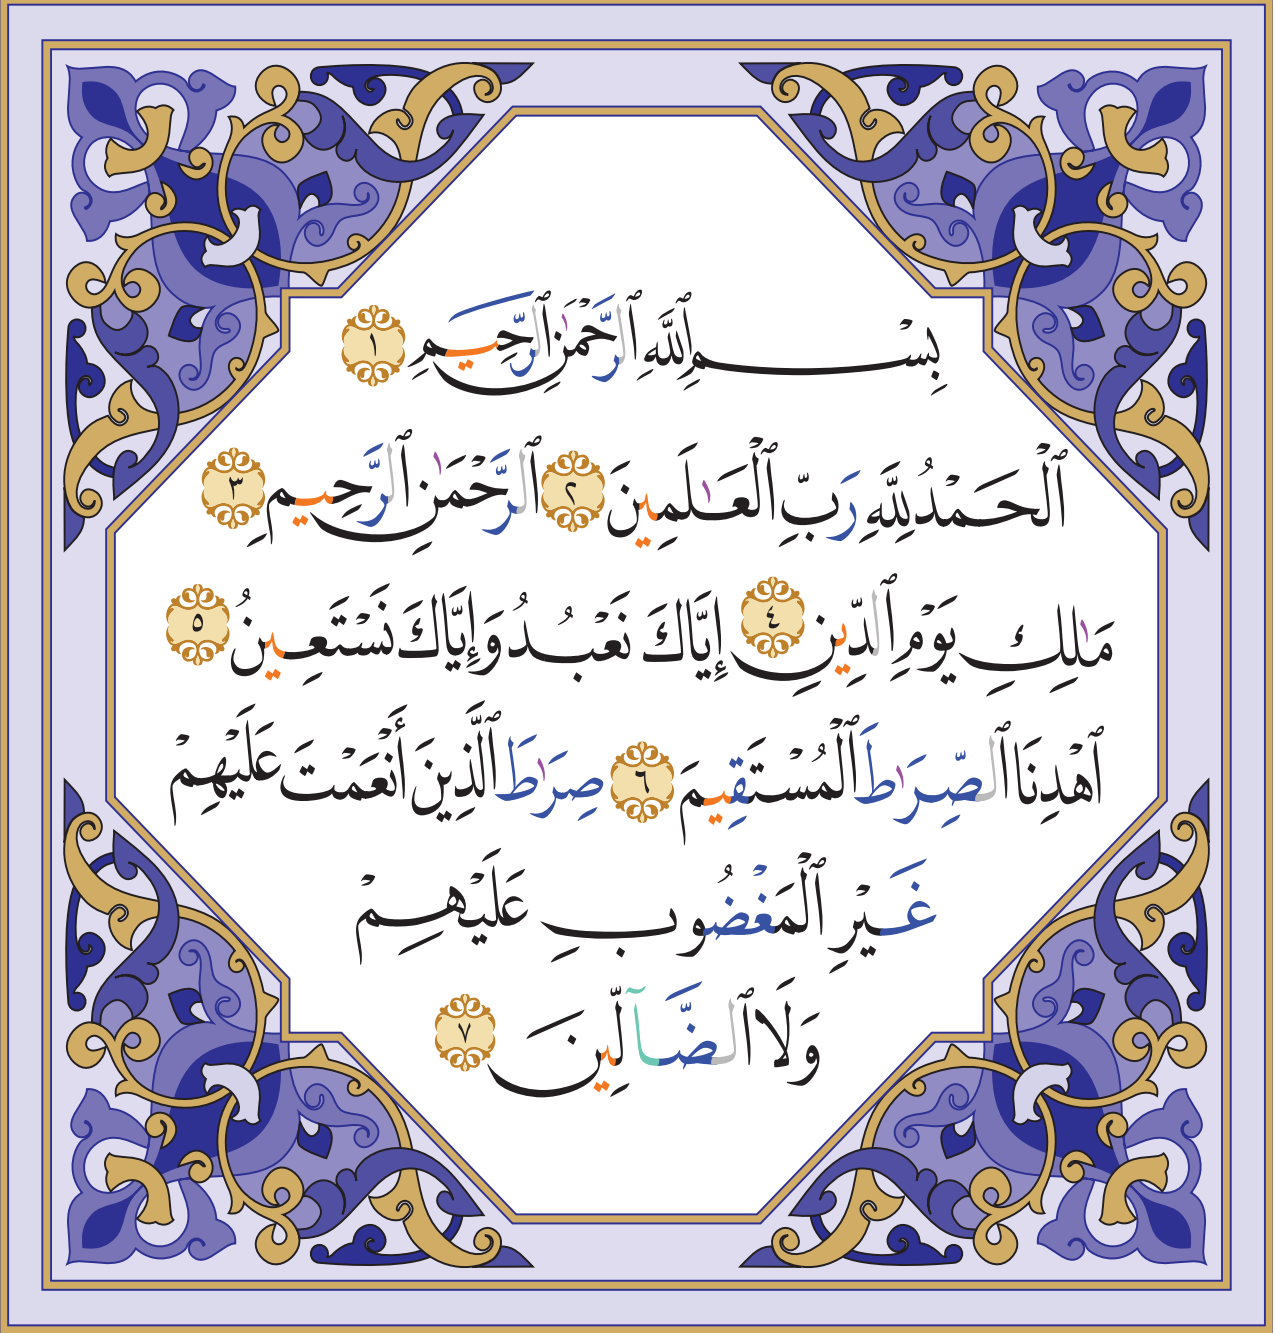 بِسْمِ ٱللَّهِ ٱلرَّحْمَٰنِ ٱلرَّحِيمِ ١
ٱلْحَمْدُ لِلَّهِ رَبِّ ٱلْعَٰلَمِينَ ٢ ٱلرَّحْمَٰنِ ٱلرَّحِيمِ ٣
مَٰلِكِ يَوْمِ ٱلدِّينِ ٤ إِيَّاكَ نَعْبُدُ وَإِيَّاكَ نَسْتَعِينُ ٥
ٱهْدِنَا ٱلصِّرَٰطَ ٱلْمُسْتَقِيمَ ٦ صِرَٰطَ ٱلَّذِينَ أَنْعَمْتَ عَلَيْهِمْ
غَيْرِ ٱلْمَغْضُوبِ عَلَيْهِمْ
وَلَا ٱلضَّآلِّينَ ٧